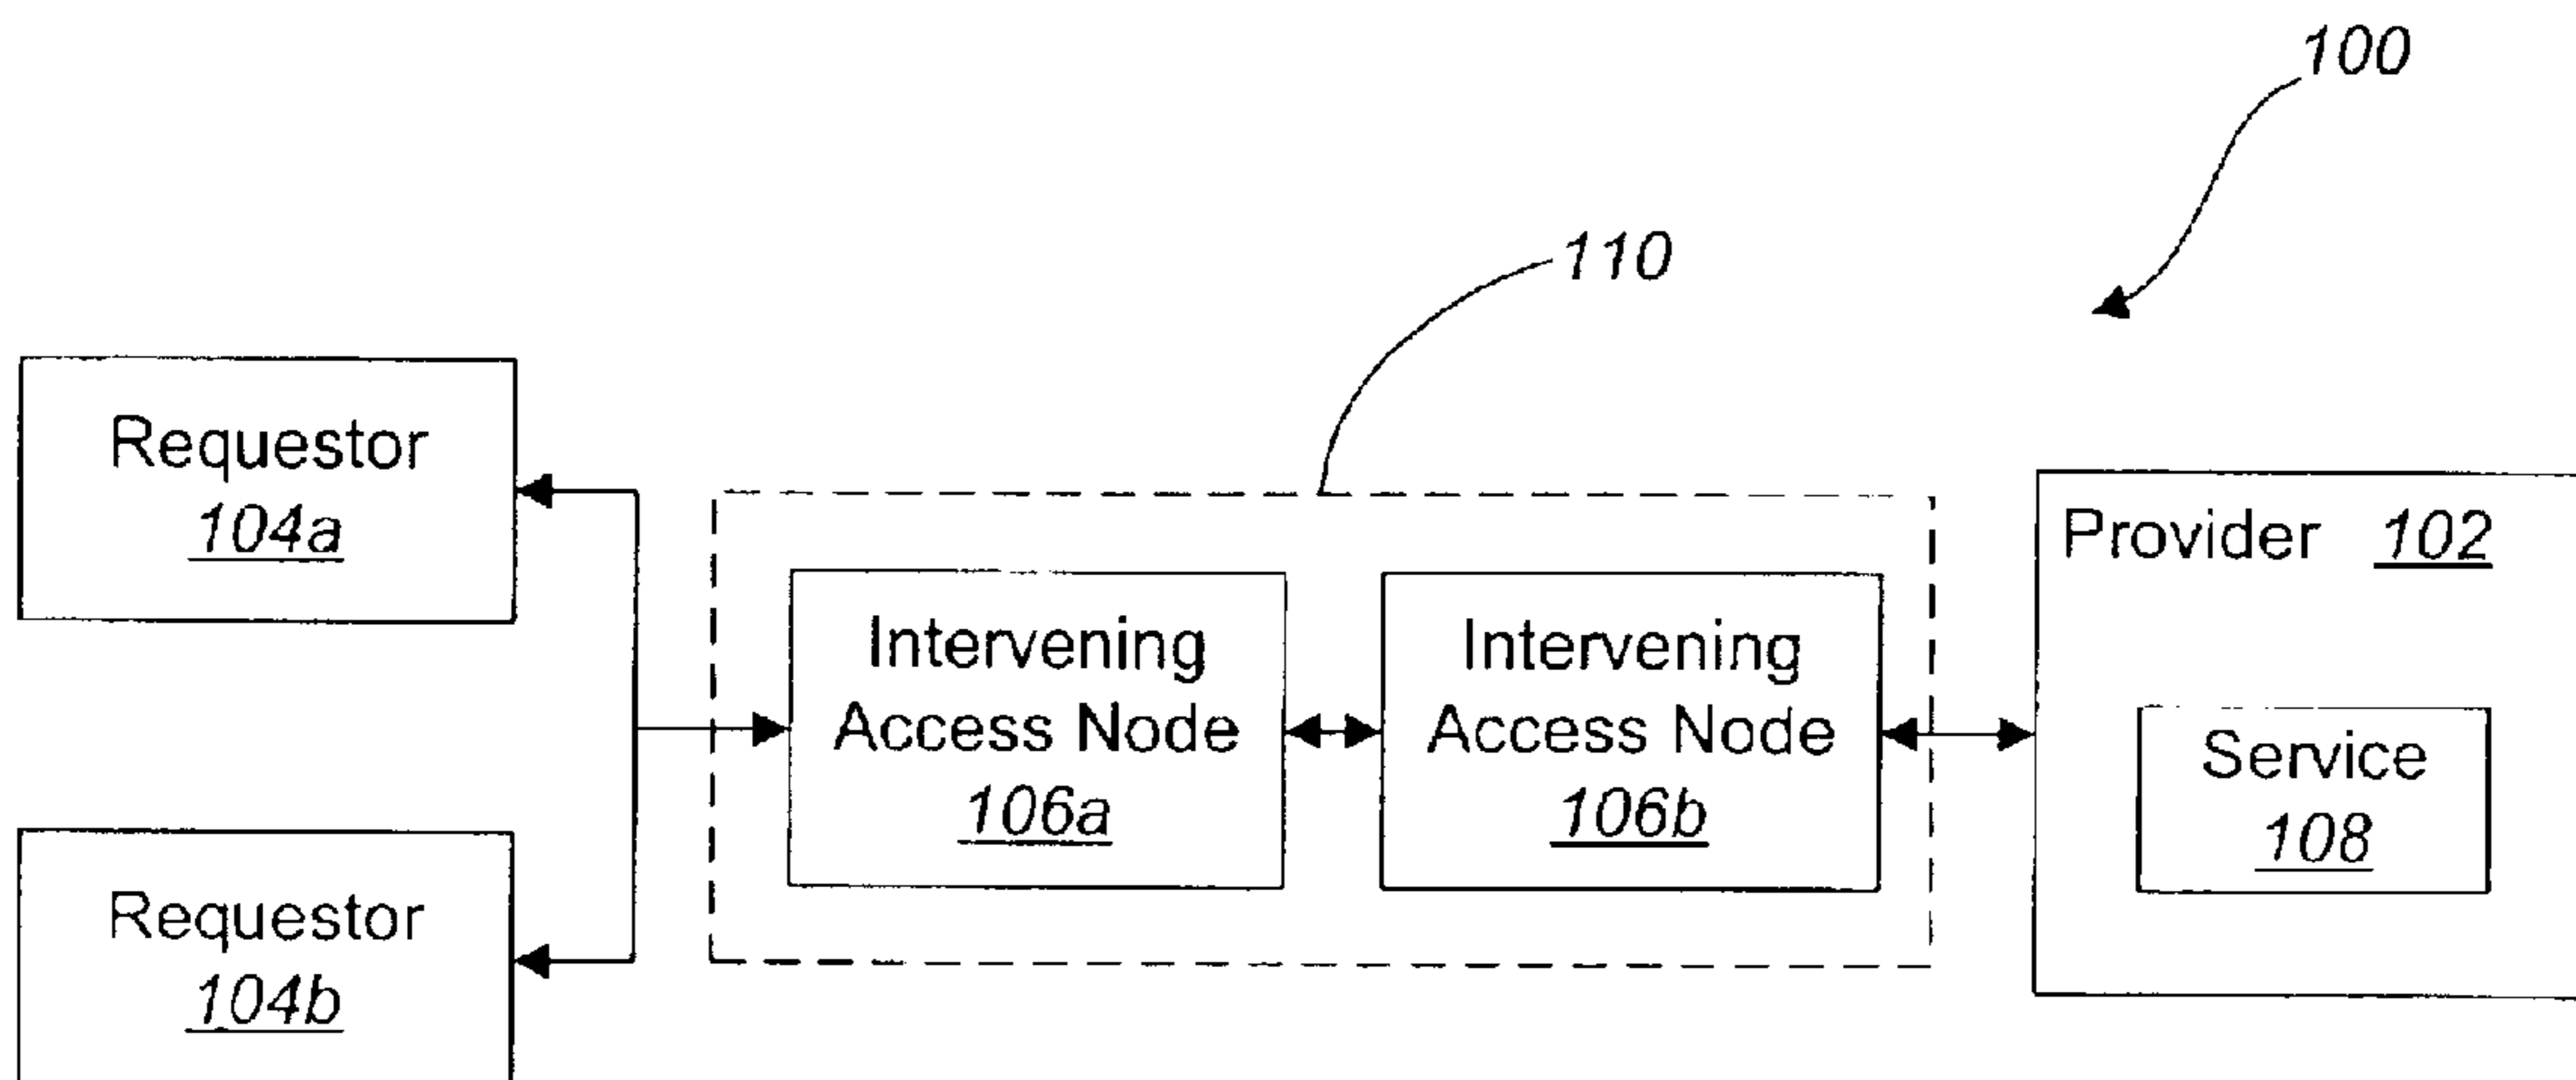 100
110
Requestor
104a
Provider 102
Intervening
Access Node
106a
Intervening
Access Node
106b
Service
108
Requestor
104b